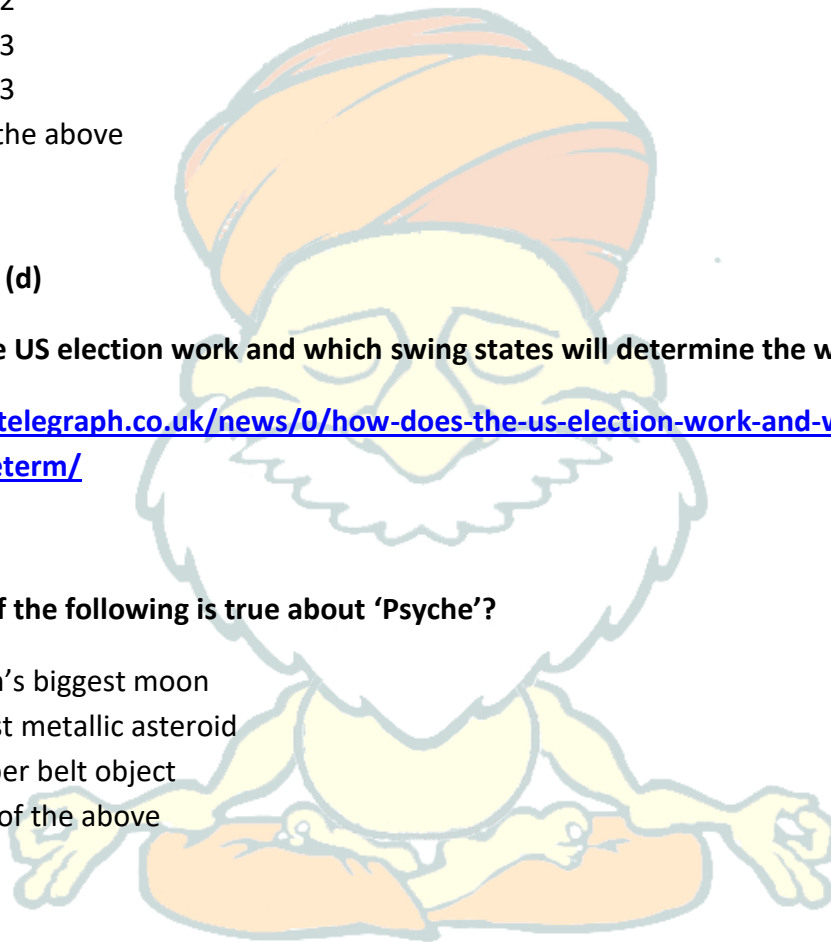 2
3
3
the above
(d)
e US election work and which swing states will determine the w
telegraph.co.uk/news/0/how-does-the-us-election-work-and-v
eterm/
f the following is true about ‘Psyche’?
n’s biggest moon
st metallic asteroid
per belt object
of the above